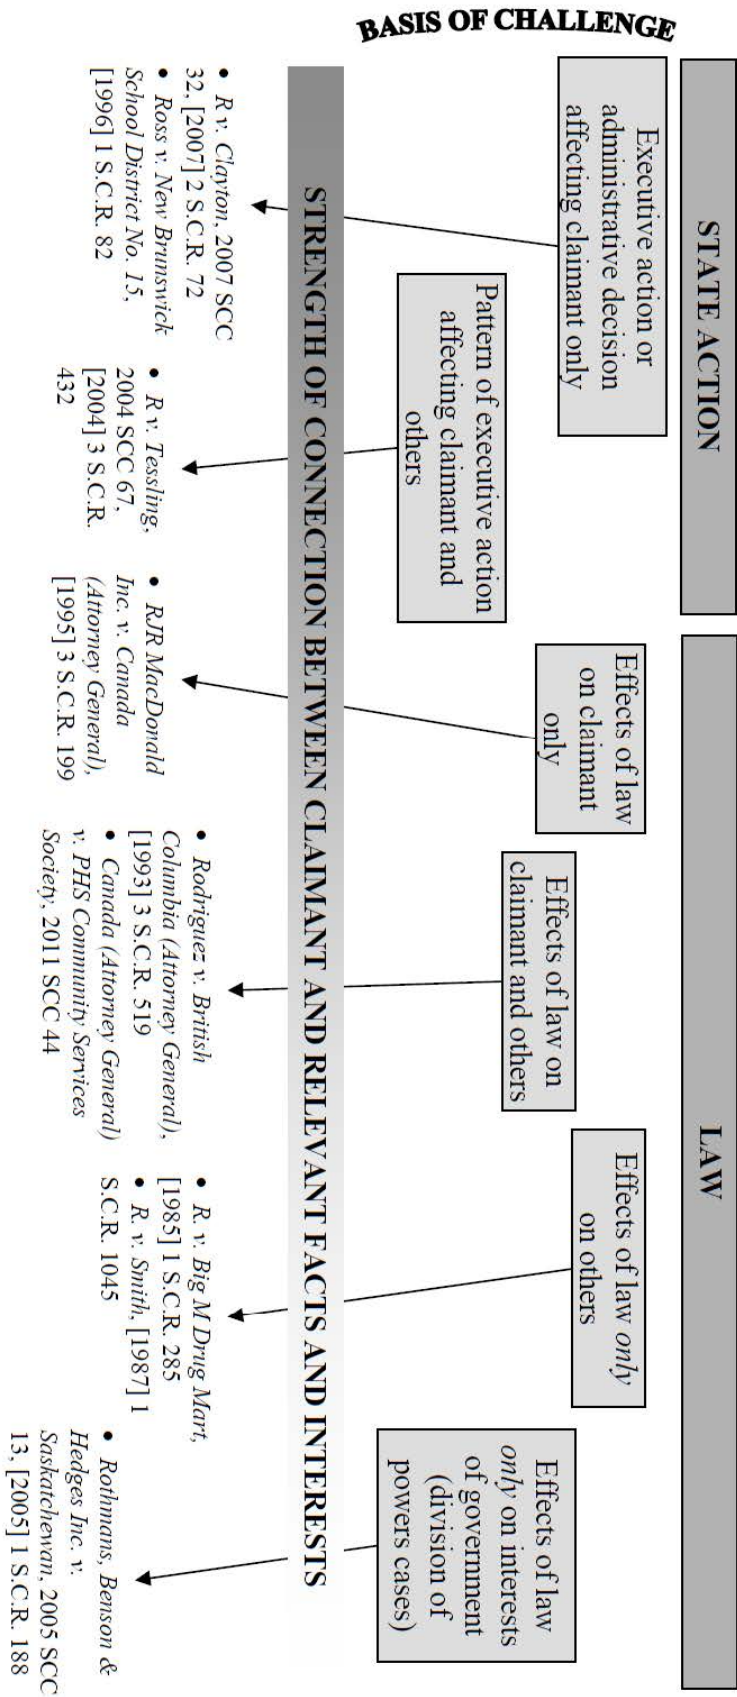 BASIS OF CHALLENGE
STATE ACTION
LAW
Executive action or
administrative decision
affecting claimant only
Pattern of executive action
affecting claimant and
others
Effects of law
on claimant
only
Effects of law on
claimant and others
Effects of law only
on others
Effects of law
only on interests
of government
(division of
powers cases)
STRENGTH OF CONNECTION BETWEEN CLAIMANT AND RELEVANT FACTS AND INTERESTS
• R v. Clayton, 2007 SCC
32, [2007] 2 S.C.R. 72
• Ross v. New Brunswick
School District No. 15,
[1996] 1 S.C.R. 82
• R v. Tessling,
2004 SCC 67,
[2004] 3 S.C.R.
432
• RJR MacDonald
Inc. v. Canada
(Attorney General),
[1995] 3 S.C.R. 199
• Rodriguez v. British
Columbia (Attorney General),
[1993] 3 S.C.R. 519
• Canada (Attorney General)
v. PHS Community Services
Society, 2011 SCC 44
• R. v. Big M Drug Mart,
[1985] 1 S.C.R. 285
• R. v. Smith, [1987] 1
S.C.R. 1045
• Rothmans, Benson &
Hedges Inc. v.
Saskatchewan, 2005 SCC
13, [2005] 1 S.C.R. 188